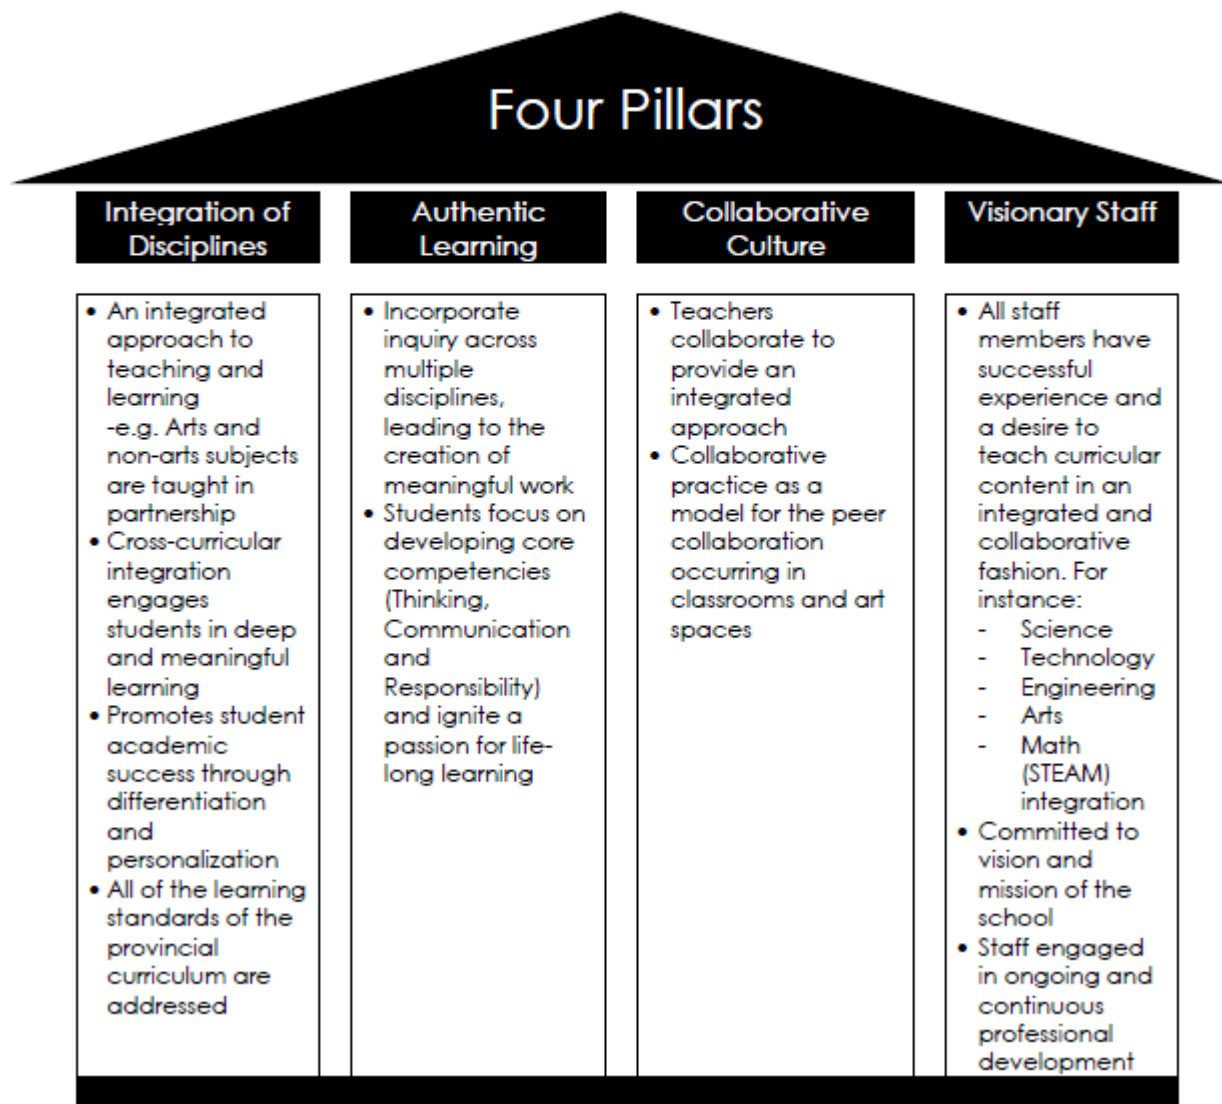 Four Pillars
Integration of
Disciplines
• An integrated
approach to
teaching and
learning
-e.g. Arts and
non-arts subjects
are taught in
partnership
• Cross-curricular
integration
engages
students in deep
and meaningful
learning
• Promotes student
academic
success through
differentiation
and
personalization
• All of the learning
standards of the
provincial
curriculum are
addressed
Authentic
Learning
• Incorporate
inquiry across
multiple
disciplines,
leading to the
creation of
meaningful work
• Students focus on
developing core
competencies
(Thinking,
Communication
and
Responsibility)
and ignite a
passion for life-
long learning
Collaborative
Culture
• Teachers
collaborate to
provide an
integrated
approach
• Collaborative
practice as a
model for the peer
collaboration
occurring in
classrooms and art
spaces
Visionary Staff
• All staff
members have
successful
experience and
a desire to
teach curricular
content in an
integrated and
collaborative
fashion. For
instance:
- Science
- Technology
- Engineering
- Arts
- Math
(STEAM)
integration
• Committed to
vision and
mission of the
school
• Staff engaged
in ongoing and
continuous
professional
development